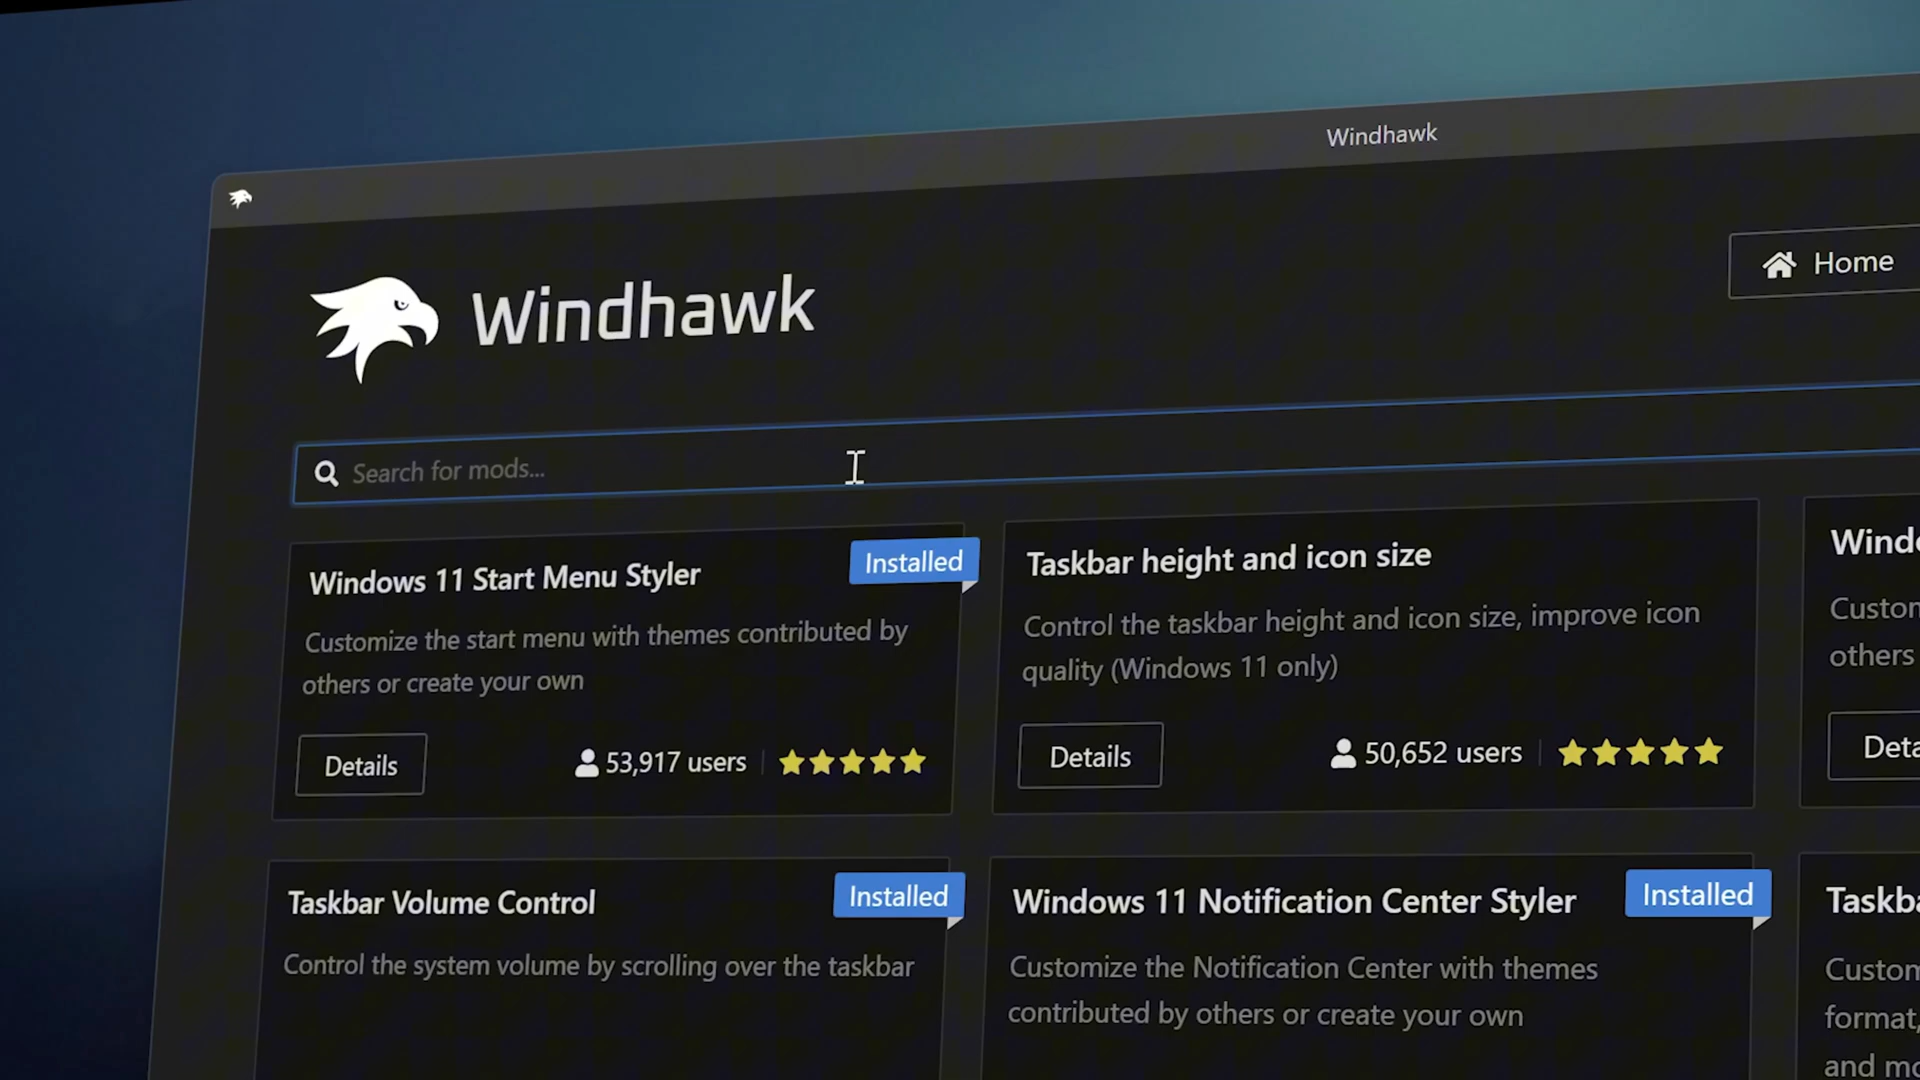 Windhawk
Home
Windhawk
Search for mods...
Windows 11 Start Menu Styler
Installed
Customize the start menu with themes contributed by
others or create your own
Details
53,917 users
Taskbar height and icon size
Control the taskbar height and icon size, improve icon
quality (Windows 11 only)
Details
50,652 users
others
Taskbar Volume Control
Installed
Control the system volume by scrolling over the taskbar
Windows 11 Notification Center Styler
Installed
Customize the Notification Center with themes
contributed by others or create your own
format,
and